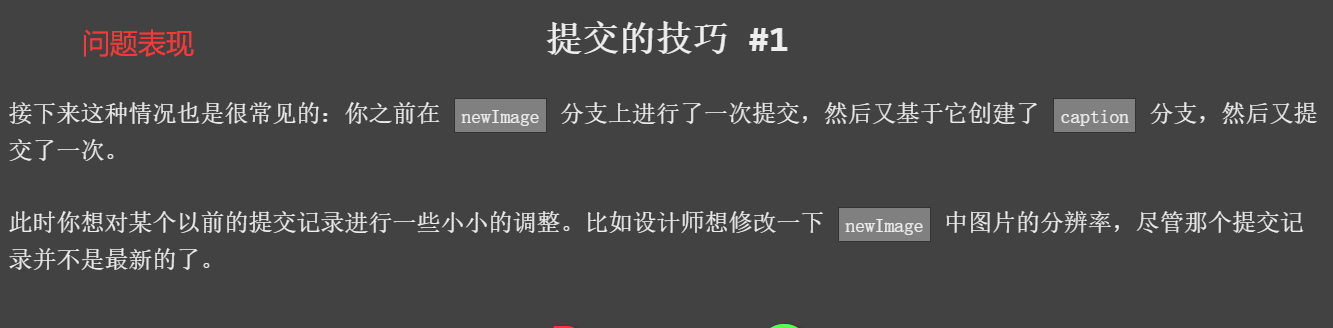 问题表现
提交的技巧 #1
接下来这种情况也是很常见的：你之前在 newImage 分支上进行了一次提交，然后又基于它创建了 caption 分支，然后又提
交了一次。
此时你想对某个以前的提交记录进行一些小小的调整。比如设计师想修改一下 newImage 中图片的分辨率，尽管那个提交记
录并不是最新的了。